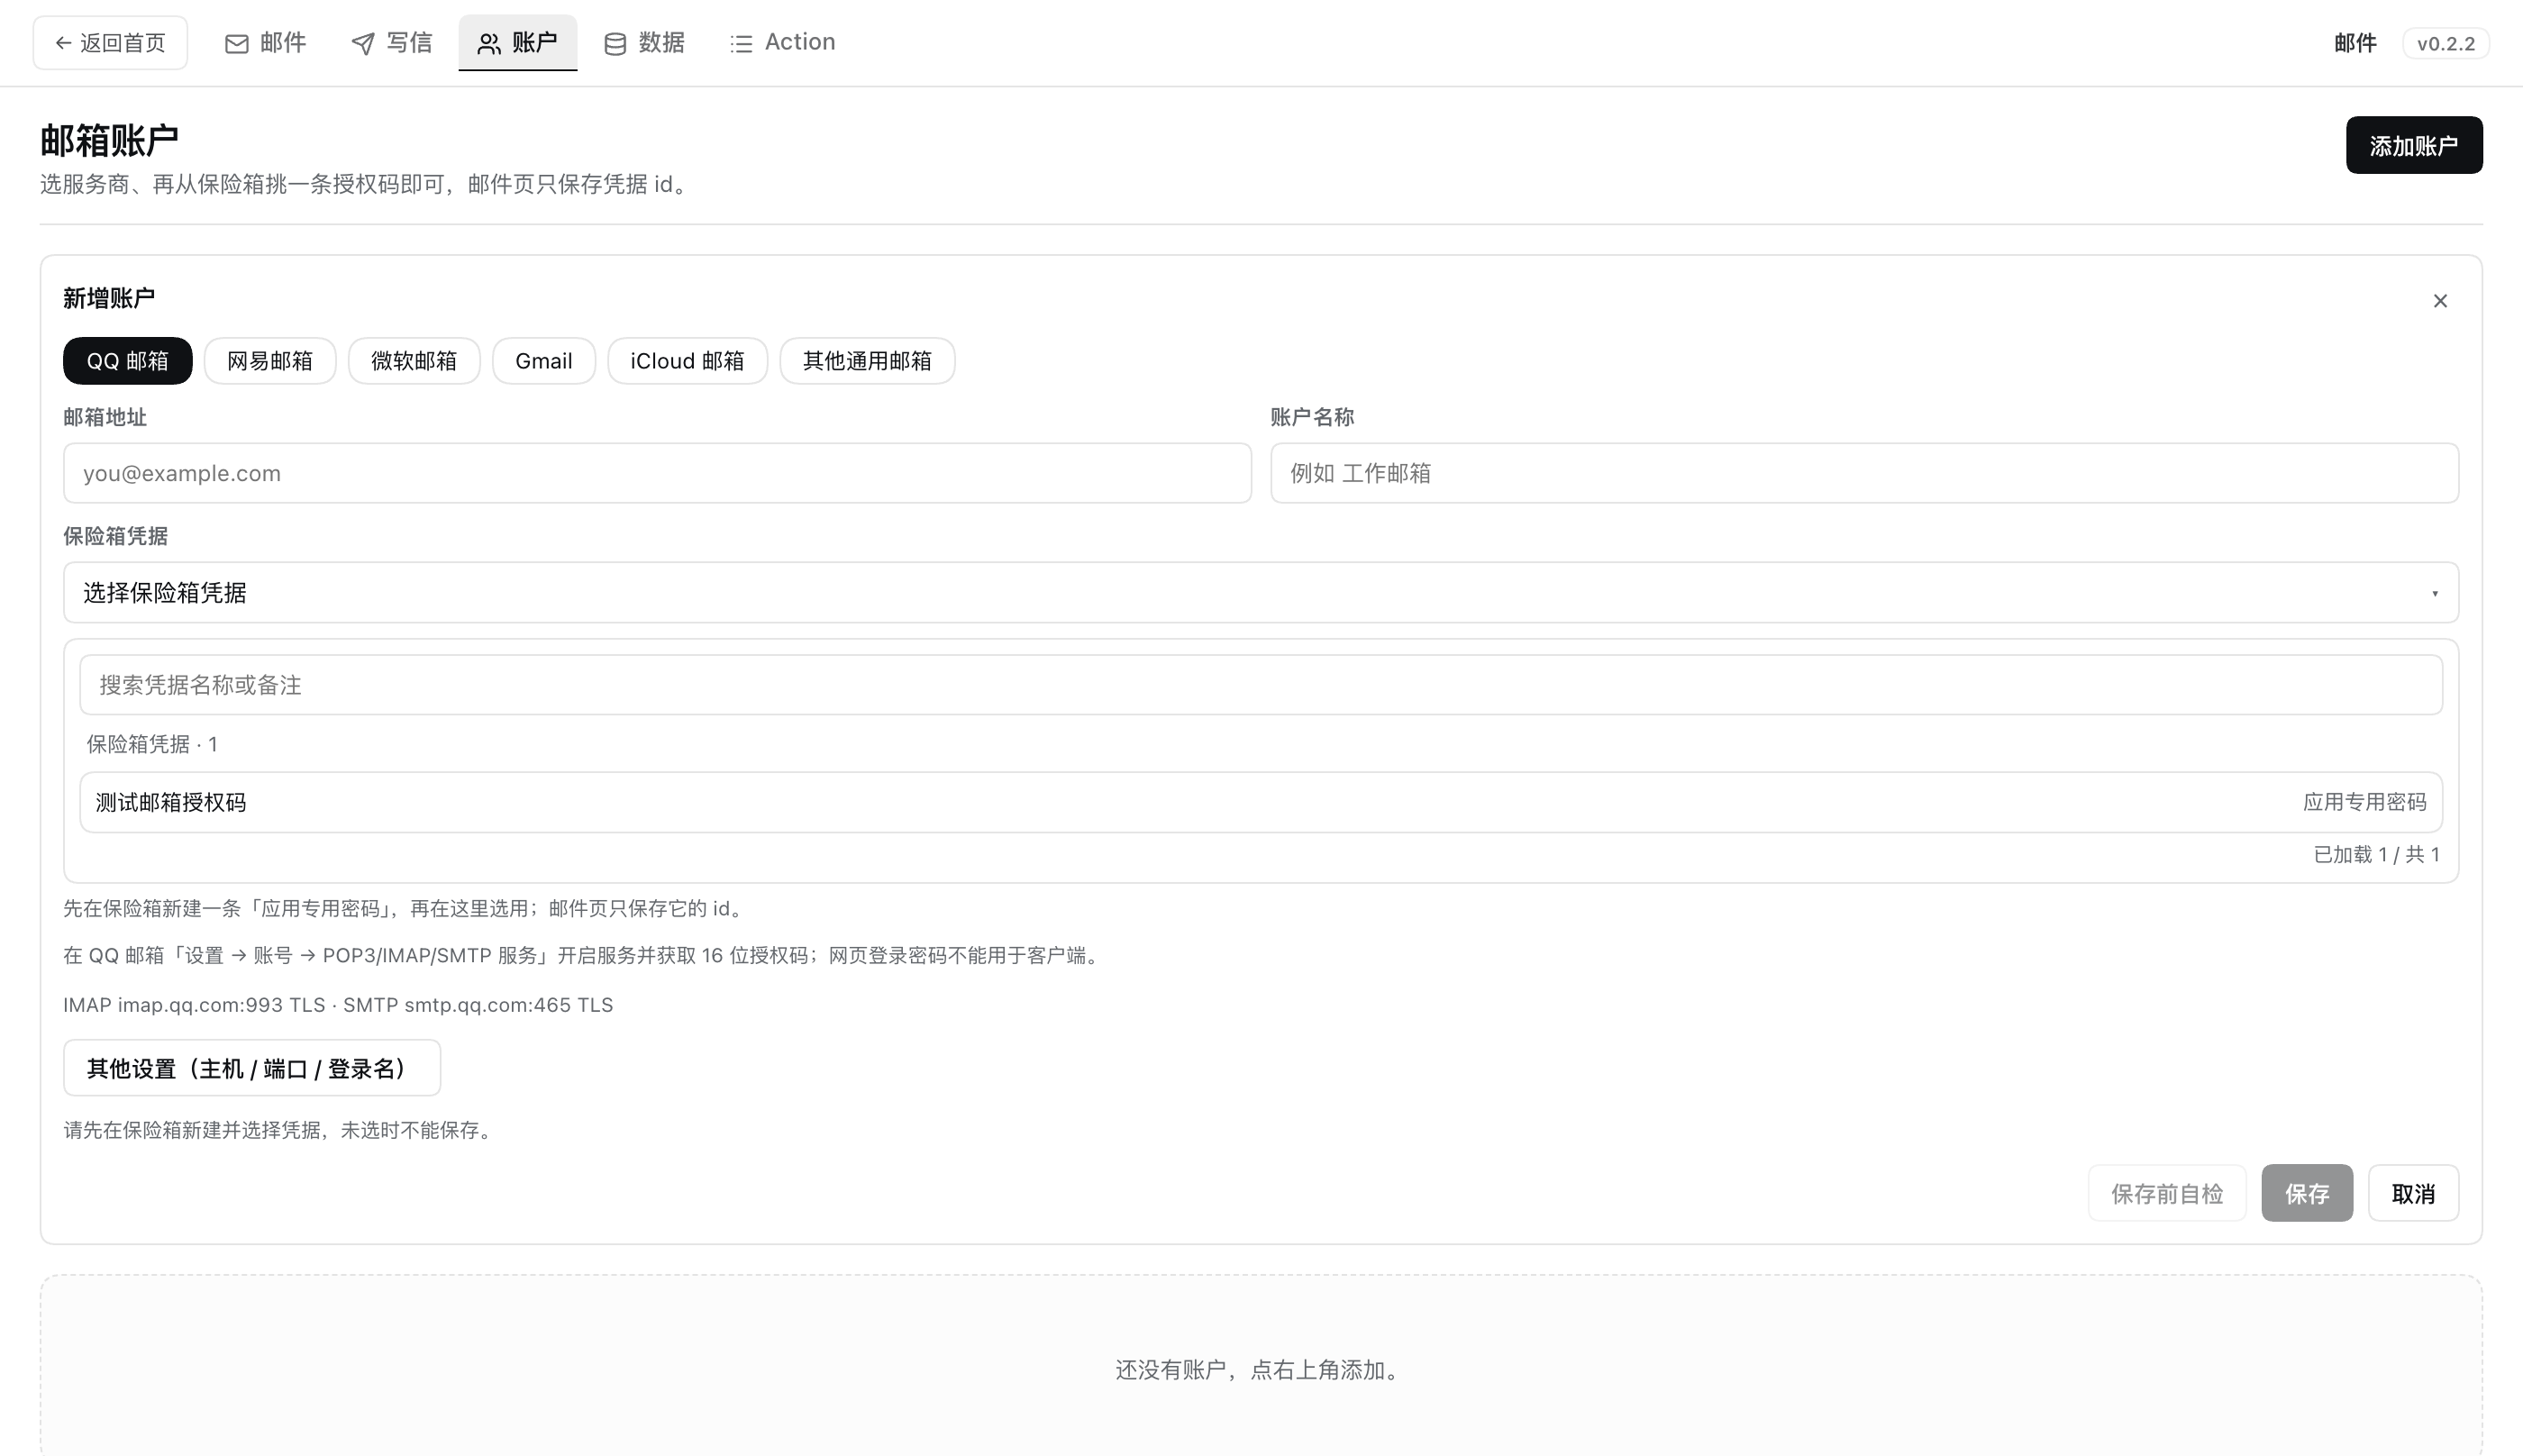 ← 返回首页 邮件 写信 账户 数据 Action 邮件 v0.2.2
邮箱账户
添加账户
选服务商、再从保险箱挑一条授权码即可，邮件页只保存凭据 id。
新增账户 ×
QQ 邮箱 网易邮箱 微软邮箱 Gmail iCloud 邮箱 其他通用邮箱
邮箱地址 账户名称
you@example.com 例如 工作邮箱
保险箱凭据
选择保险箱凭据
搜索凭据名称或备注
保险箱凭据 · 1
测试邮箱授权码 应用专用密码
已加载 1 / 共 1
先在保险箱新建一条「应用专用密码」，再在这里选用；邮件页只保存它的 id。
在 QQ 邮箱「设置 → 账号 → POP3/IMAP/SMTP 服务」开启服务并获取 16 位授权码；网页登录密码不能用于客户端。
IMAP imap.qq.com:993 TLS · SMTP smtp.qq.com:465 TLS
其他设置（主机 / 端口 / 登录名）
请先在保险箱新建并选择凭据，未选时不能保存。
保存前自检 保存 取消
还没有账户，点右上角添加。